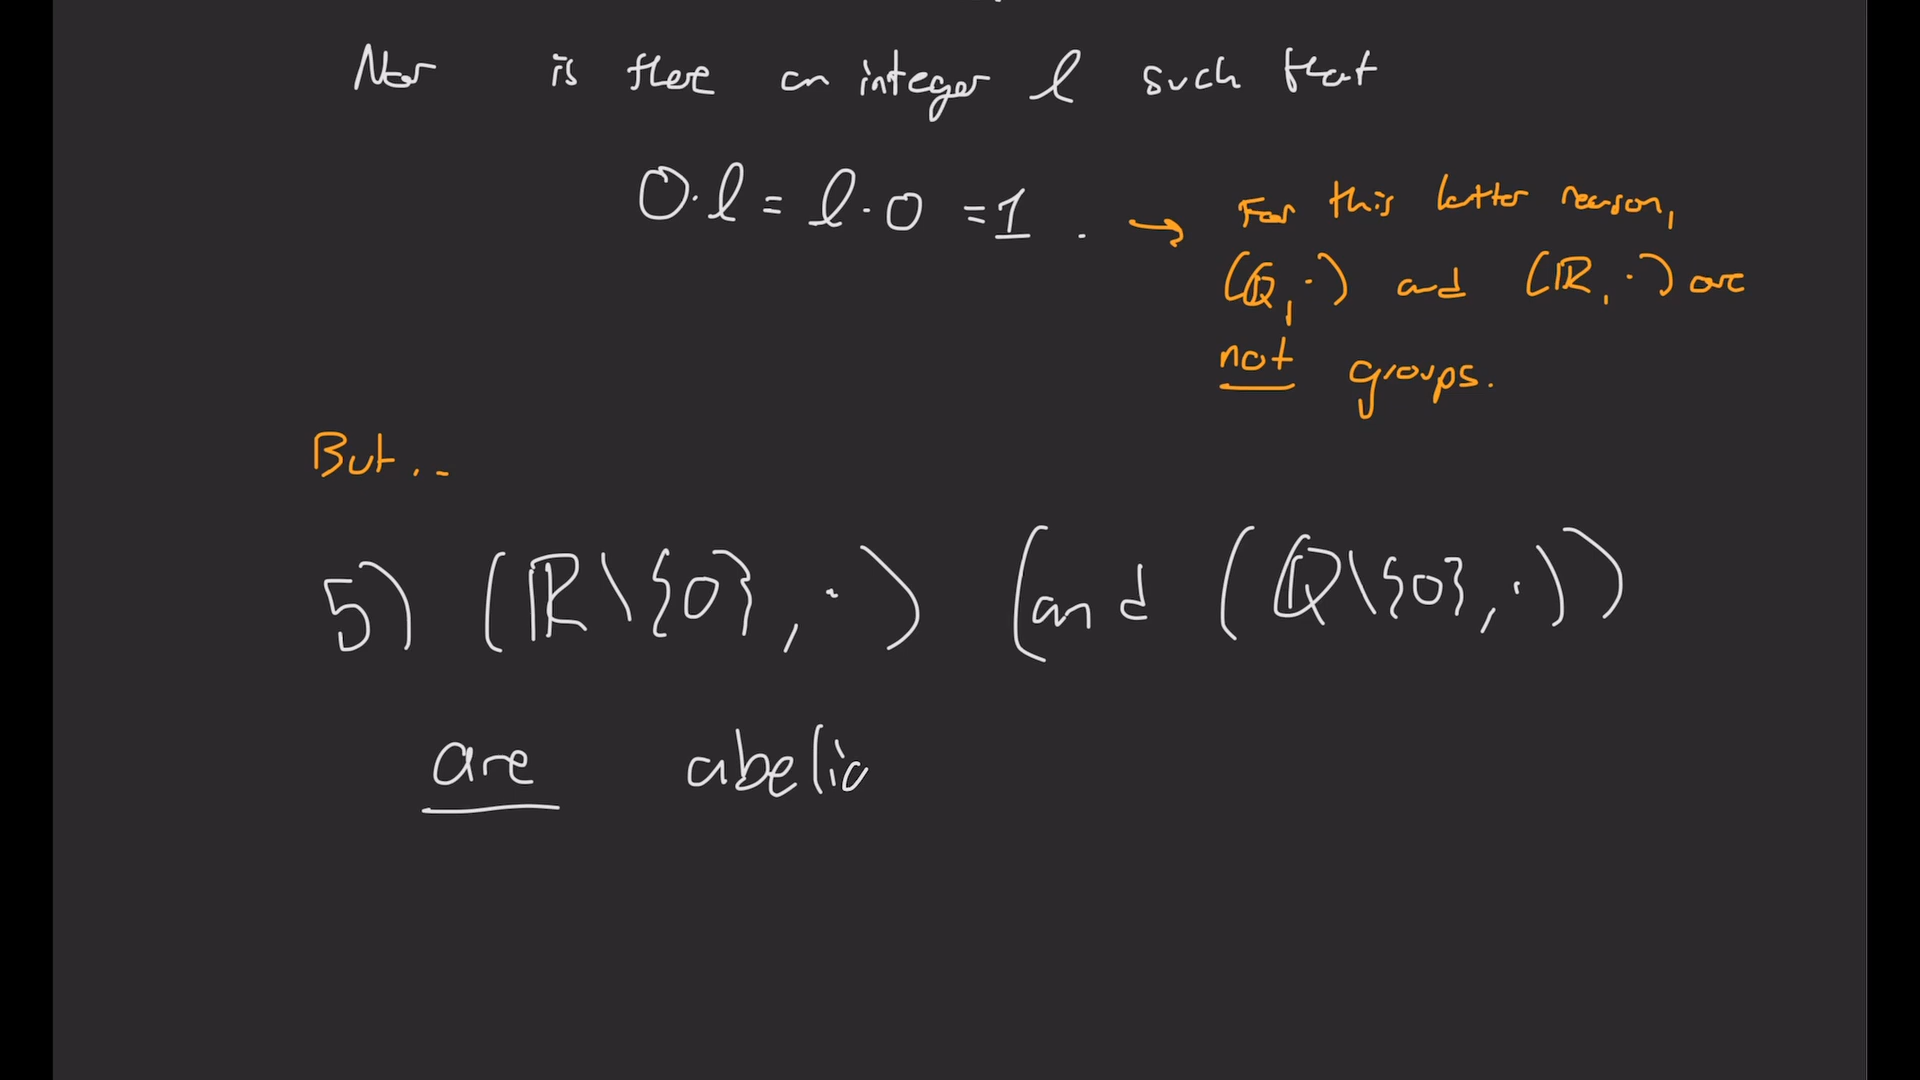 Nor is there an integer l such that
0·l = l·0 = 1 . → For this latter reason,
(ℚ, ·) and (ℝ, ·) are
not groups.
But...
5) (ℝ\{0}, ·) (and (ℚ\{0}, ·))
are abelia